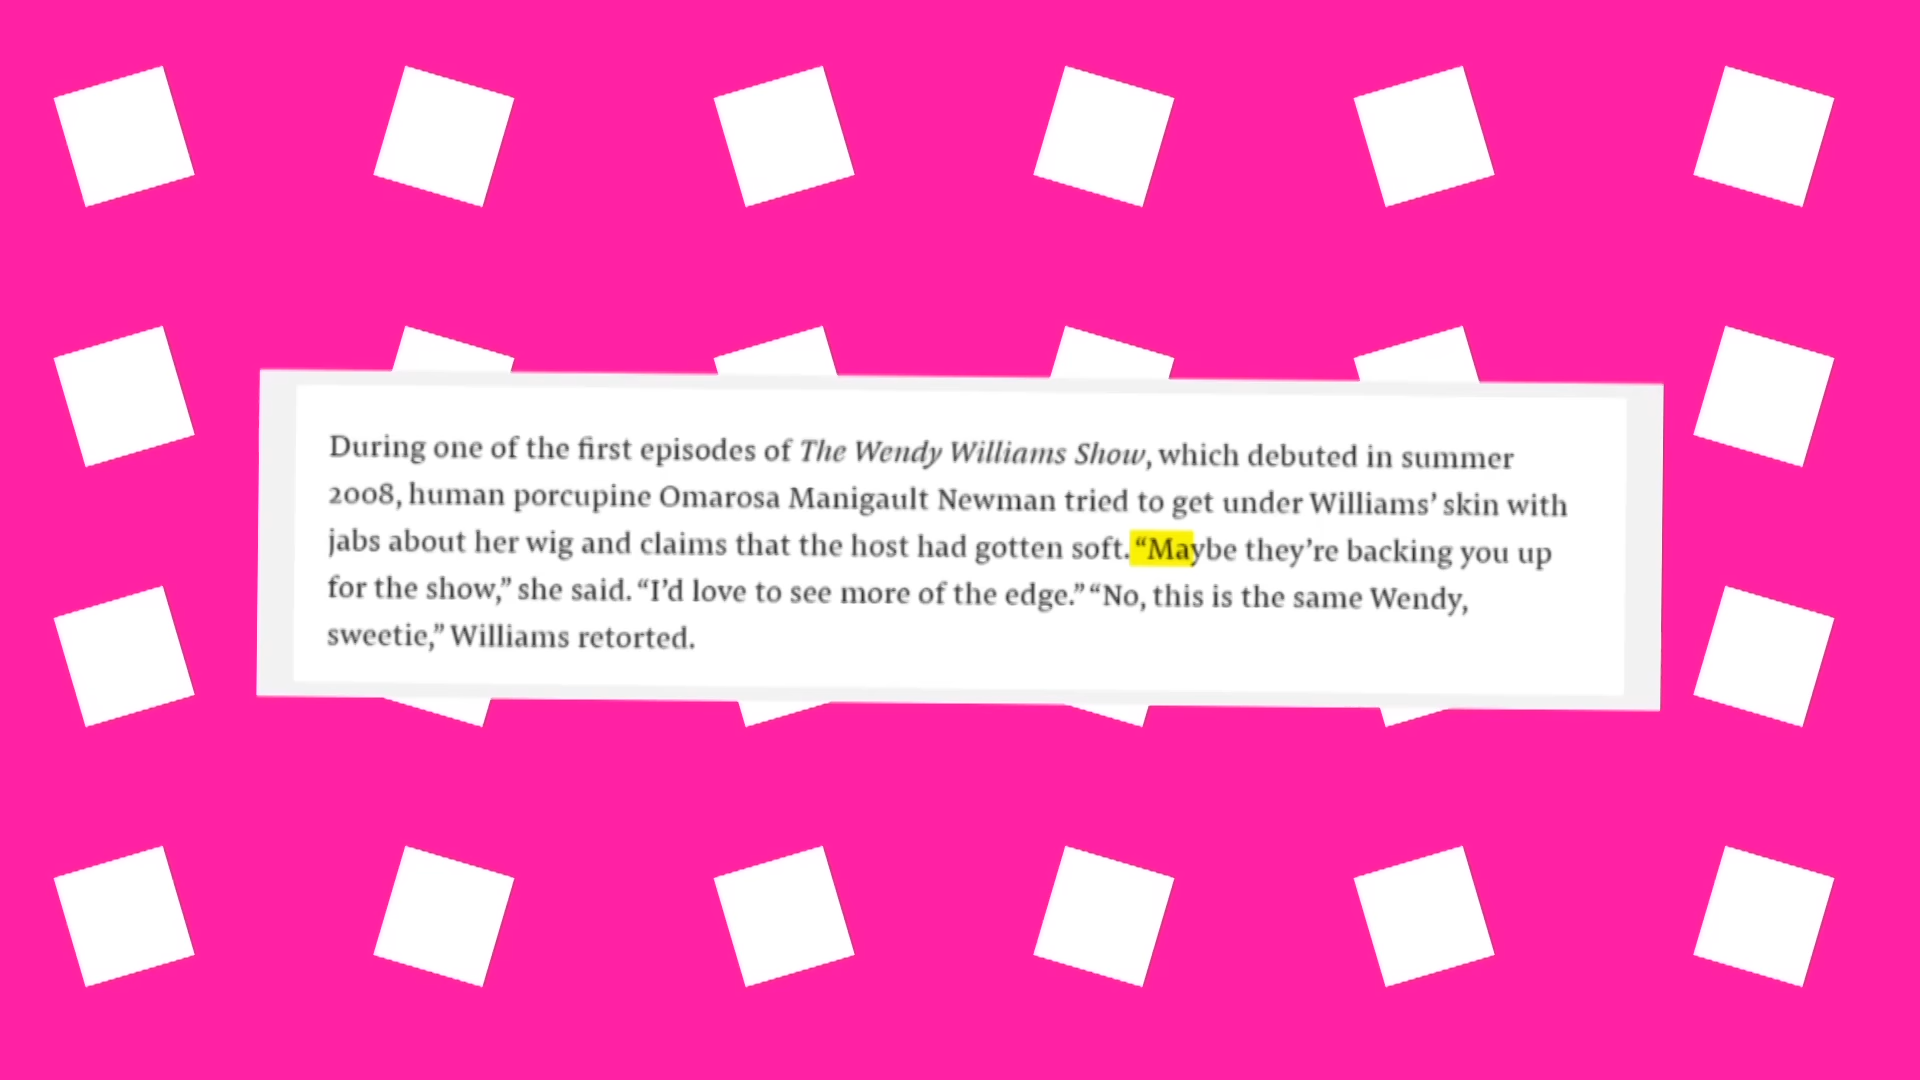 During one of the first episodes of The Wendy Williams Show, which debuted in summer
2008, human porcupine Omarosa Manigault Newman tried to get under Williams’ skin with
jabs about her wig and claims that the host had gotten soft. “Maybe they’re backing you up
for the show,” she said. “I’d love to see more of the edge.” “No, this is the same Wendy,
sweetie,” Williams retorted.